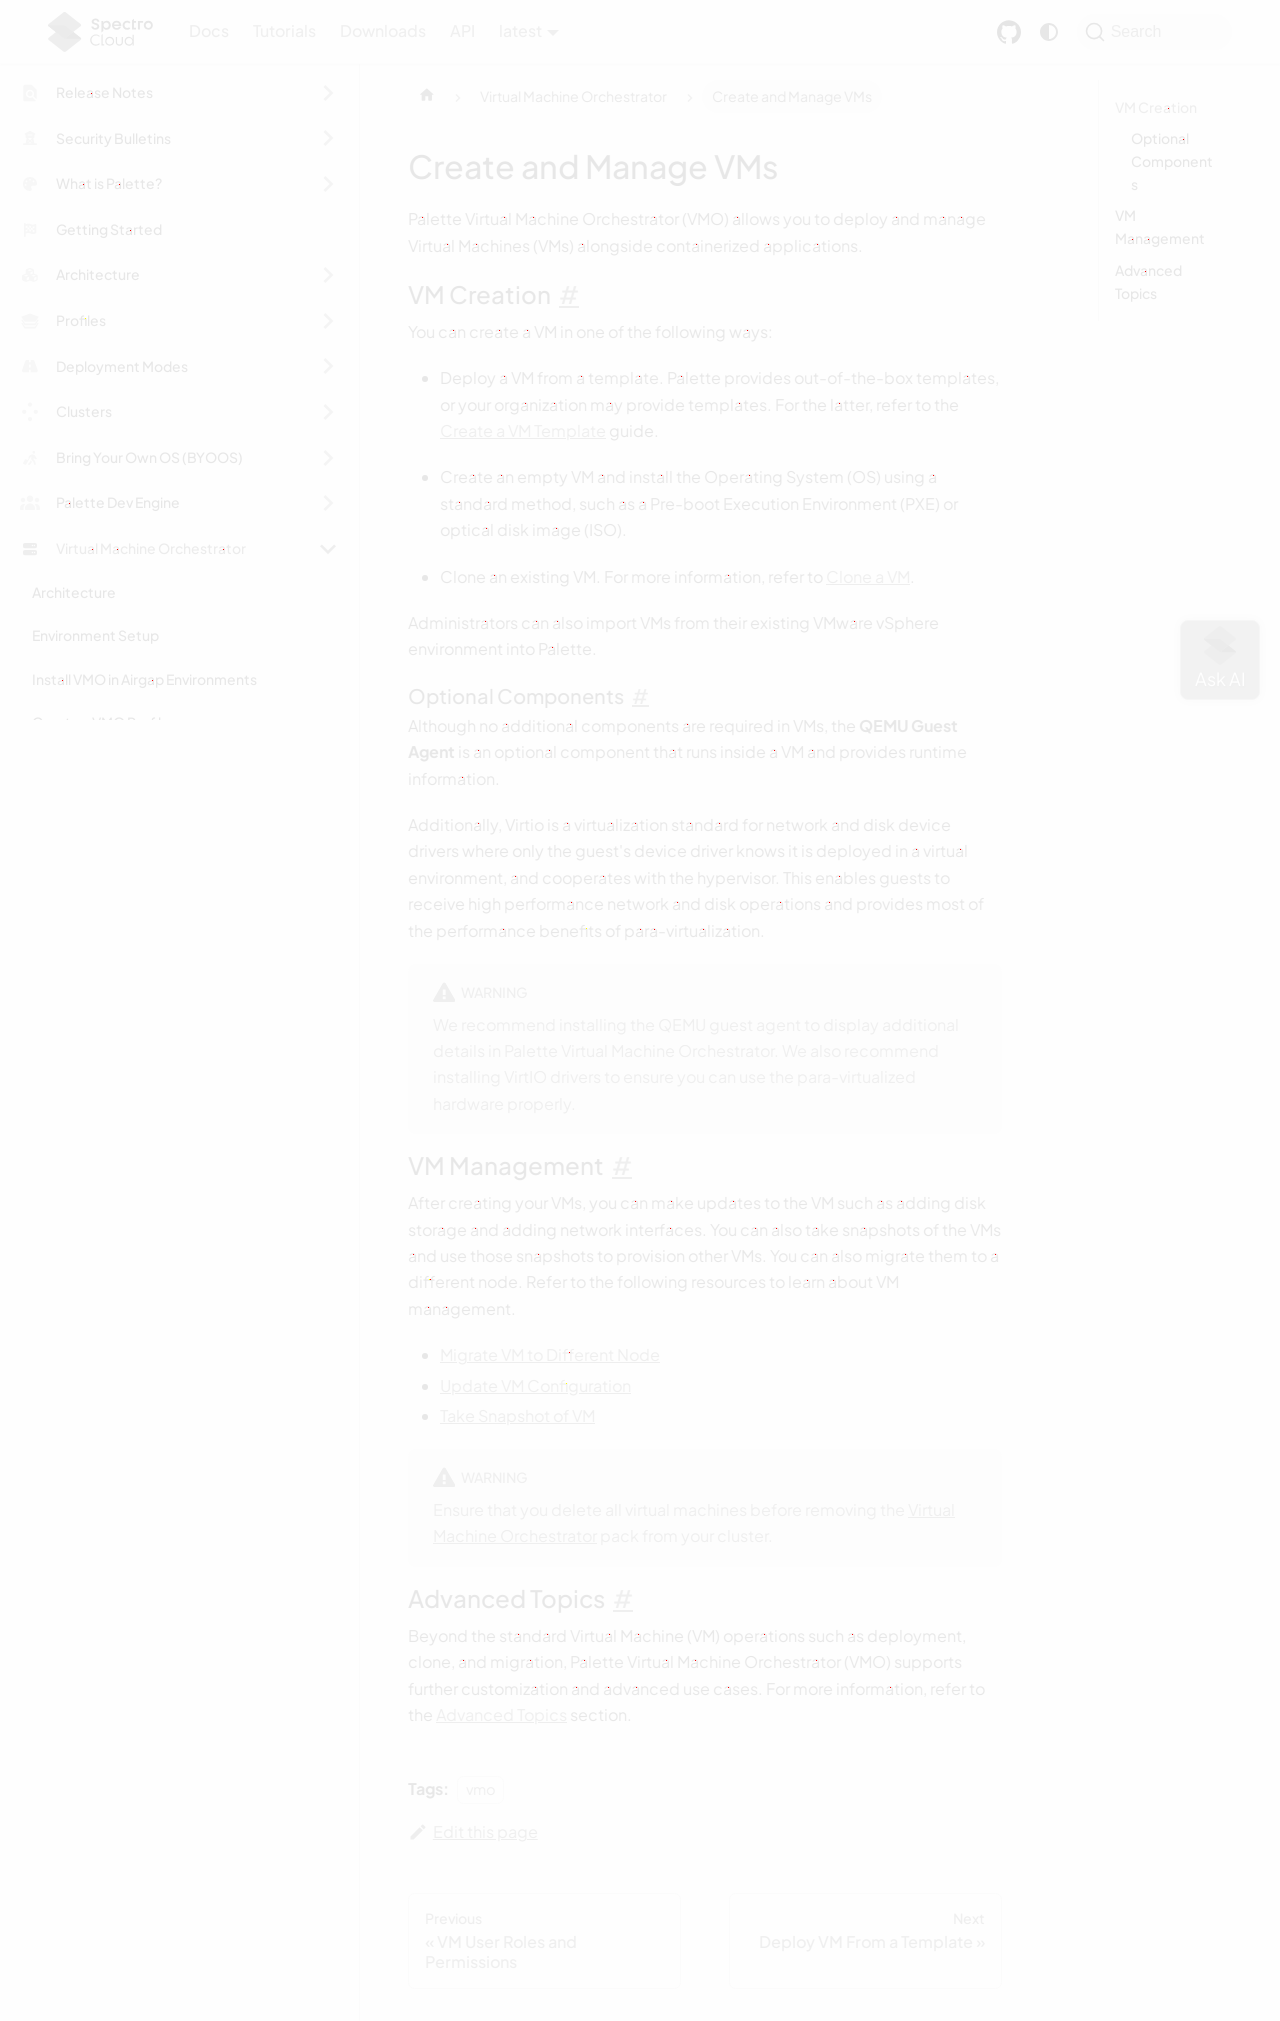 Spectro
Cloud
Docs
Tutorials
Downloads
API
latest
Search
Release Notes
Security Bulletins
What is Palette?
Getting Started
Architecture
Profiles
Deployment Modes
Clusters
Bring Your Own OS (BYOOS)
Palette Dev Engine
Virtual Machine Orchestrator
Architecture
Environment Setup
Install VMO in Airgap Environments
Virtual Machine Orchestrator
Create and Manage VMs
Create and Manage VMs
Palette Virtual Machine Orchestrator (VMO) allows you to deploy and manage
Virtual Machines (VMs) alongside containerized applications.
VM Creation #
You can create a VM in one of the following ways:
• Deploy a VM from a template. Palette provides out-of-the-box templates,
or your organization may provide templates. For the latter, refer to the
Create a VM Template guide.
• Create an empty VM and install the Operating System (OS) using a
standard method, such as a Pre-boot Execution Environment (PXE) or
optical disk image (ISO).
• Clone an existing VM. For more information, refer to Clone a VM.
Administrators can also import VMs from their existing VMware vSphere
environment into Palette.
Optional Components #
Although no additional components are required in VMs, the QEMU Guest
Agent is an optional component that runs inside a VM and provides runtime
information.
Additionally, Virtio is a virtualization standard for network and disk device
drivers where only the guest's device driver knows it is deployed in a virtual
environment, and cooperates with the hypervisor. This enables guests to
receive high performance network and disk operations and provides most of
the performance benefits of para-virtualization.
WARNING
We recommend installing the QEMU guest agent to display additional
details in Palette Virtual Machine Orchestrator. We also recommend
installing VirtIO drivers to ensure you can use the para-virtualized
hardware properly.
VM Management #
After creating your VMs, you can make updates to the VM such as adding disk
storage and adding network interfaces. You can also take snapshots of the VMs
and use those snapshots to provision other VMs. You can also migrate them to a
different node. Refer to the following resources to learn about VM
management.
• Migrate VM to Different Node
• Update VM Configuration
• Take Snapshot of VM
WARNING
Ensure that you delete all virtual machines before removing the Virtual
Machine Orchestrator pack from your cluster.
Advanced Topics #
Beyond the standard Virtual Machine (VM) operations such as deployment,
clone, and migration, Palette Virtual Machine Orchestrator (VMO) supports
further customization and advanced use cases. For more information, refer to
the Advanced Topics section.
Tags: vmo
Edit this page
Previous
« VM User Roles and
Permissions
Next
Deploy VM From a Template »
VM Creation
Optional
Component
s
VM
Management
Advanced
Topics
Ask AI